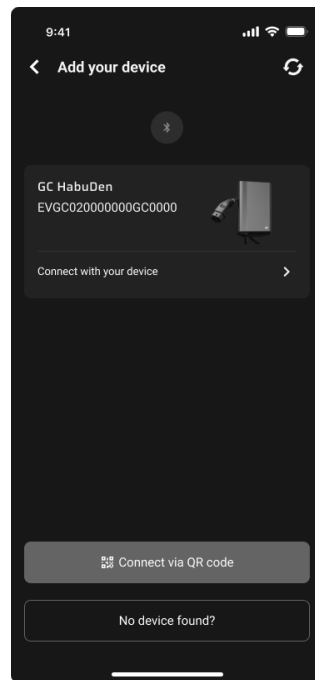 9:41
Add your device
GC HabuDen
EVGC020000000GC0000
Connect with your device
Connect via QR code
No device found?